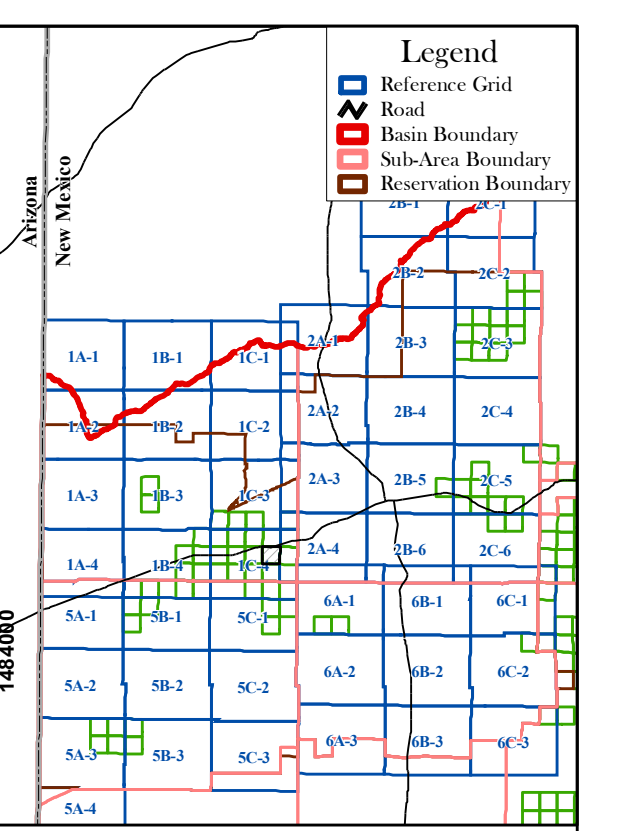 Legend
Reference Grid
Road
Basin Boundary
Sub-Area Boundary
Reservation Boundary
Arizona
New Mexico
2B-1 2C-1
2B-2 2C-2
2A-1 2B-3 2C-3
1A-1 1B-1 1C-1
2A-2 2B-4 2C-4
1A-2 1B-2 1C-2
2A-3 2B-5 2C-5
1A-3 1B-3 1C-3
2A-4 2B-6 2C-6
1A-4 1B-4 1C-4
6A-1 6B-1 6C-1
5A-1 5B-1 5C-1
6A-2 6B-2 6C-2
5A-2 5B-2 5C-2
6A-3 6B-3 6C-3
5A-3 5B-3 5C-3
5A-4
1484000